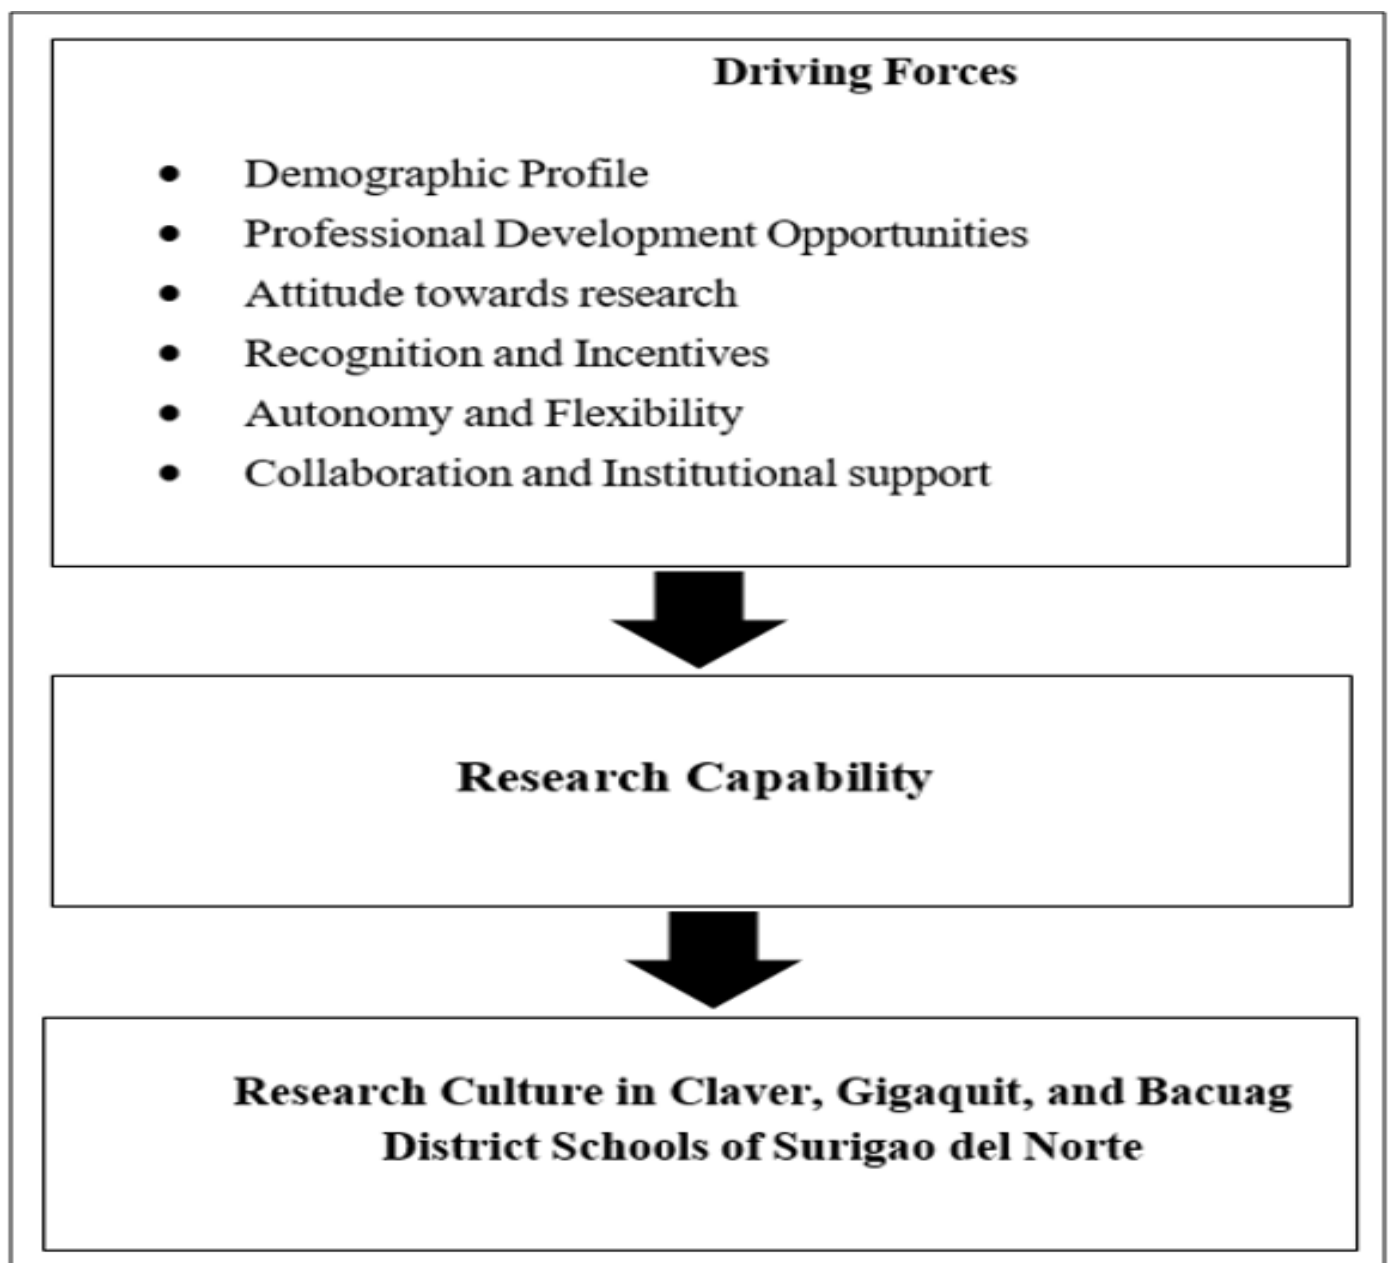 Driving Forces
• Demographic Profile
• Professional Development Opportunities
• Attitude towards research
• Recognition and Incentives
• Autonomy and Flexibility
• Collaboration and Institutional support
Research Capability
Research Culture in Claver, Gigaquit, and Bacuag
District Schools of Surigao del Norte